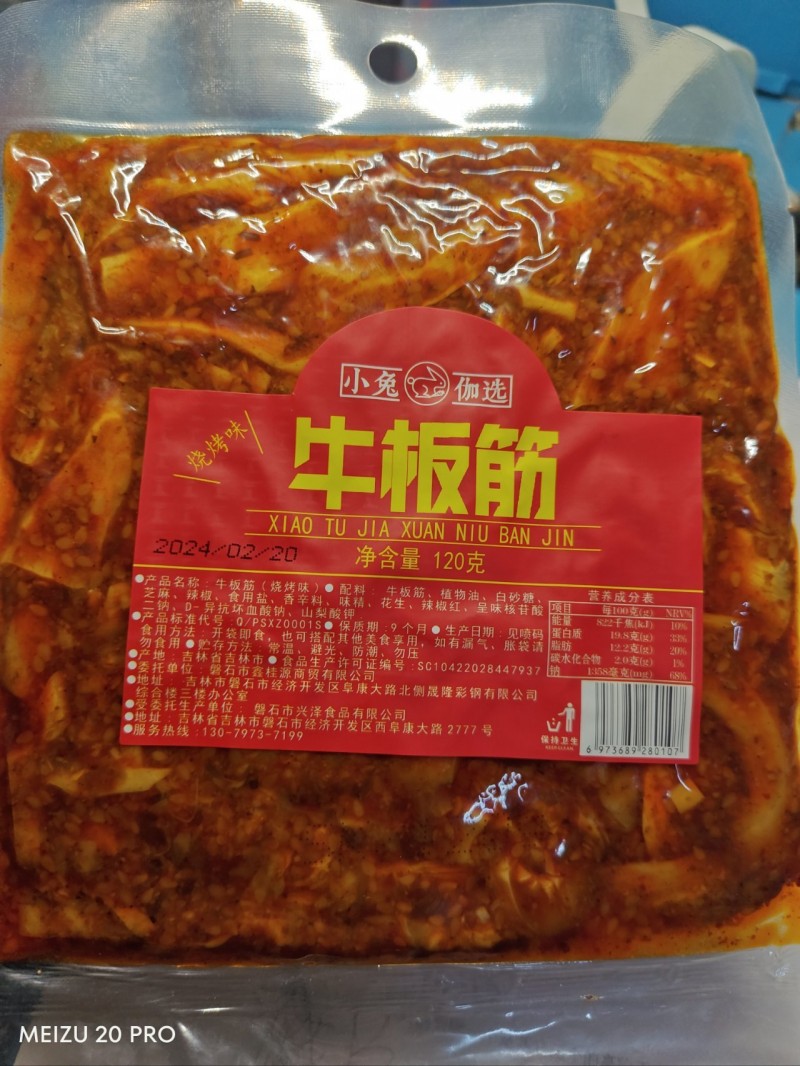 小兔 伽选
烧烤味
牛板筋
XIAO TU JIA XUAN NIU BAN JIN
2024/02/20
净含量 120克
●产品名称：牛板筋（烧烤味）●配料：牛板筋、植物油、白砂糖、
芝麻、辣椒、食用盐、香辛料、味精、花生、辣椒红、呈味核苷酸
二钠、D-异抗坏血酸钠、山梨酸钾
●产品标准代号：Q/PSXZ0001S●保质期：9个月●生产日期：见喷码
食用方法：开袋即食，也可搭配其他美食享用，如有漏气、胀袋请
勿食用●贮存方法：常温、避光、防潮、勿压
●产地：吉林省吉林市●食品生产许可证编号：SC10422028447937
●委托单位：磐石市鑫桂源商贸有限公司
●地址：吉林市磐石市经济开发区阜康大路北侧晟隆彩钢有限公司
综合楼三楼办公室
●受委托生产单位：磐石市兴泽食品有限公司
●地址：吉林省吉林市磐石市经济开发区西阜康大路2777号
●服务热线：130-7973-7199
营养成分表
项目 每100克(g) NRV%
能量 822千焦(kJ) 10%
蛋白质 19.8克(g) 33%
脂肪 12.2克(g) 20%
碳水化合物 2.0克(g) 1%
钠 1358毫克(mg) 68%
保持卫生
6 973689 280107
MEIZU 20 PRO